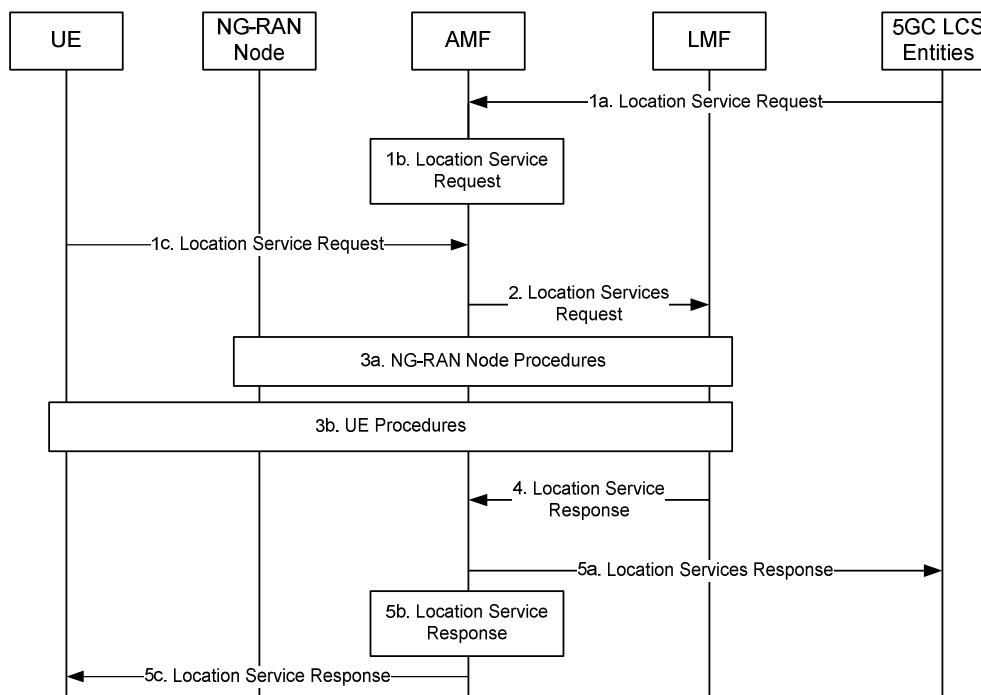 UE
NG-RAN
Node
AMF
LMF
5GC LCS
Entities
1a. Location Service Request
1b. Location Service
Request
1c. Location Service Request
2. Location Services
Request
3a. NG-RAN Node Procedures
3b. UE Procedures
4. Location Service
Response
5a. Location Services Response
5b. Location Service
Response
5c. Location Service Response